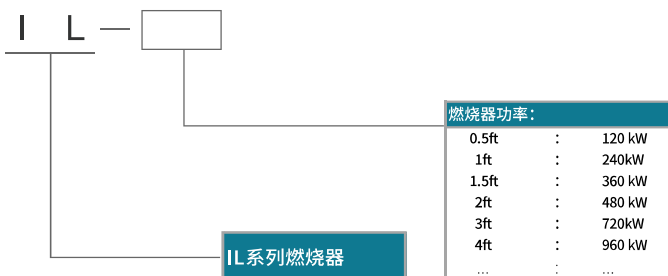 I L —
燃烧器功率：
0.5ft : 120 kW
1ft : 240kW
1.5ft : 360 kW
2ft : 480 kW
3ft : 720kW
4ft : 960 kW
... : ...
IL系列燃烧器